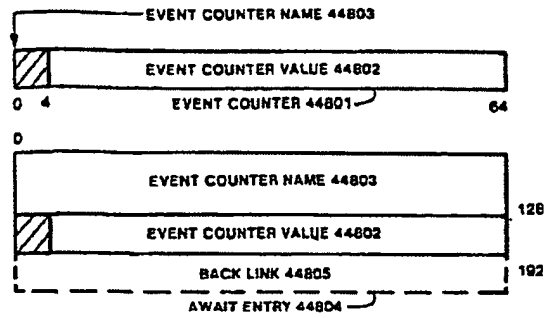 EVENT COUNTER NAME 44803
EVENT COUNTER VALUE 44802
0 4 EVENT COUNTER 44801 64
0
EVENT COUNTER NAME 44803
128
EVENT COUNTER VALUE 44802
BACK LINK 44805 192
AWAIT ENTRY 44804